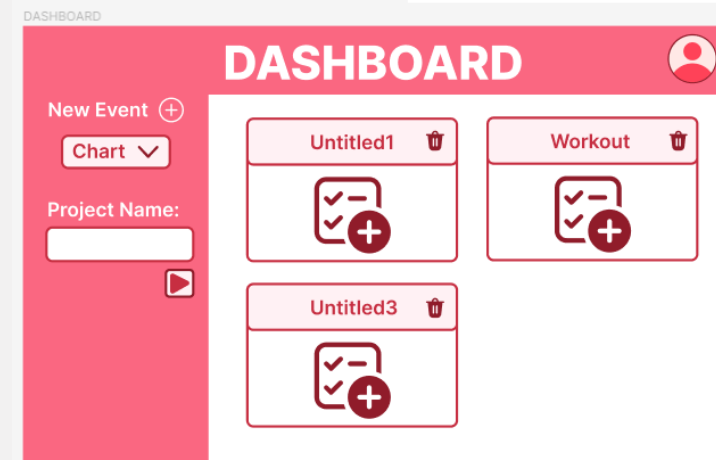 DASHBOARD
DASHBOARD
New Event
Chart
Project Name:
Untitled1
Workout
Untitled3